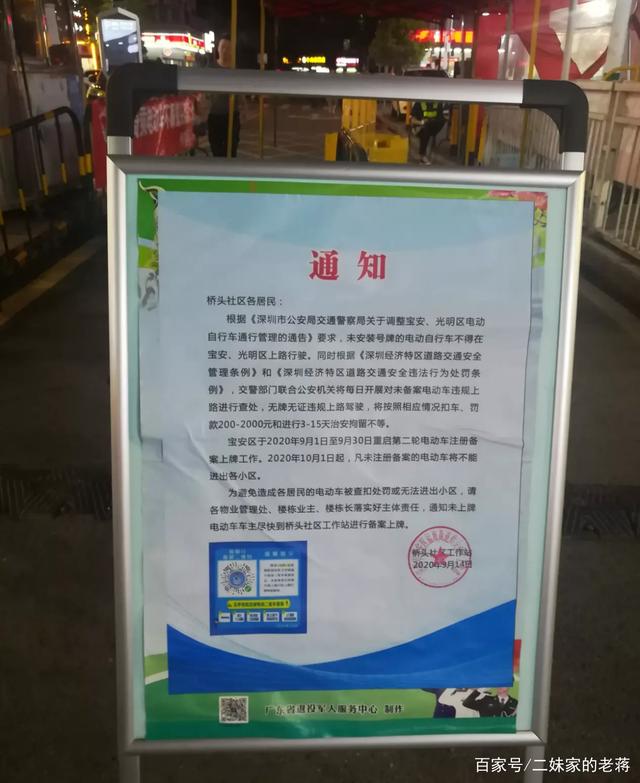 通知
桥头社区各居民：
根据《深圳市公安局交通警察局关于调整宝安、光明区电动
自行车通行管理的通告》要求，未安装号牌的电动自行车不得在
宝安、光明区上路行驶。同时根据《深圳经济特区道路交通安全
管理条例》和《深圳经济特区道路交通安全违法行为处罚条
例》，交警部门联合公安机关将每日开展对未备案电动车违规上
路进行查处，无牌无证违规上路驾驶，将按照相应情况扣车、罚
款200-2000元和进行3-15天治安拘留不等。
宝安区于2020年9月1日至9月30日重启第二轮电动车注册备
案上牌工作。2020年10月1日起，凡未注册备案的电动车将不能
进出各小区。
为避免造成各居民的电动车被查扣处罚或无法进出小区，请
各物业管理处、楼栋业主、楼栋长落实好主体责任，通知未上牌
电动车车主尽快到桥头社区工作站进行备案上牌。
桥头社区工作站
2020年9月14日
广东省退役军人服务中心 制作
百家号/二妹家的老蒋